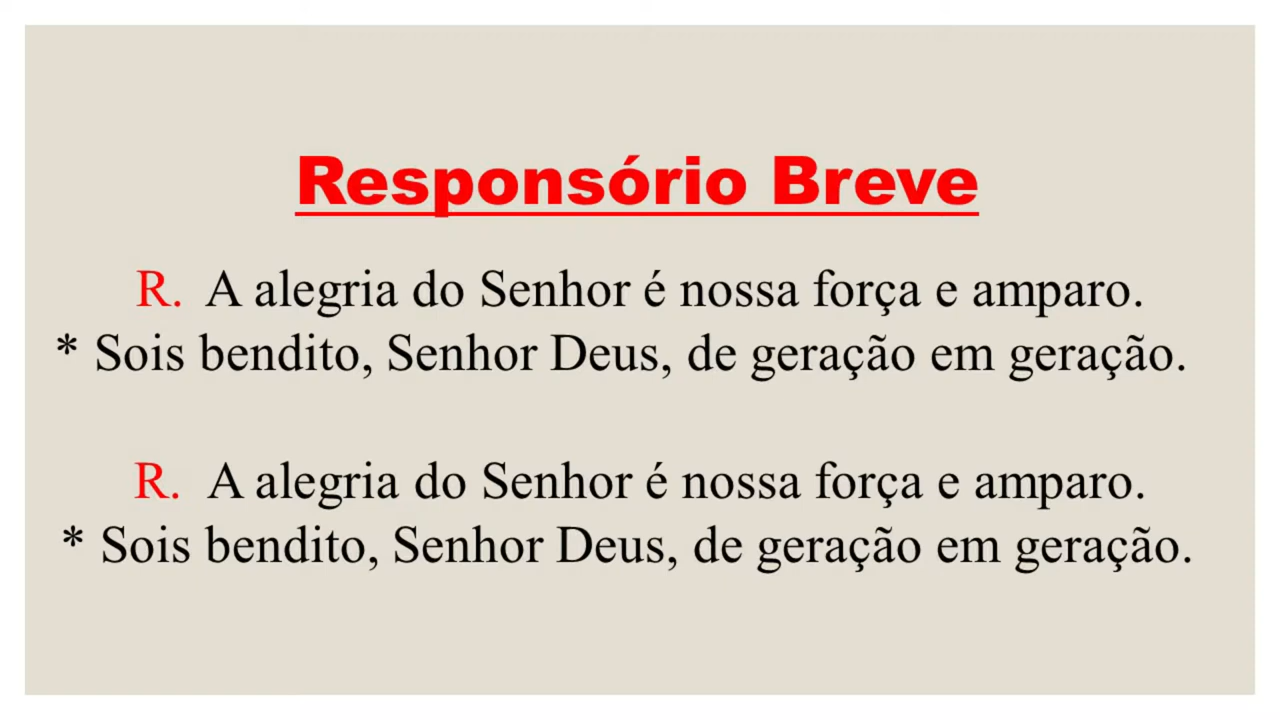 Responsório Breve
R. A alegria do Senhor é nossa força e amparo.
* Sois bendito, Senhor Deus, de geração em geração.
R. A alegria do Senhor é nossa força e amparo.
* Sois bendito, Senhor Deus, de geração em geração.